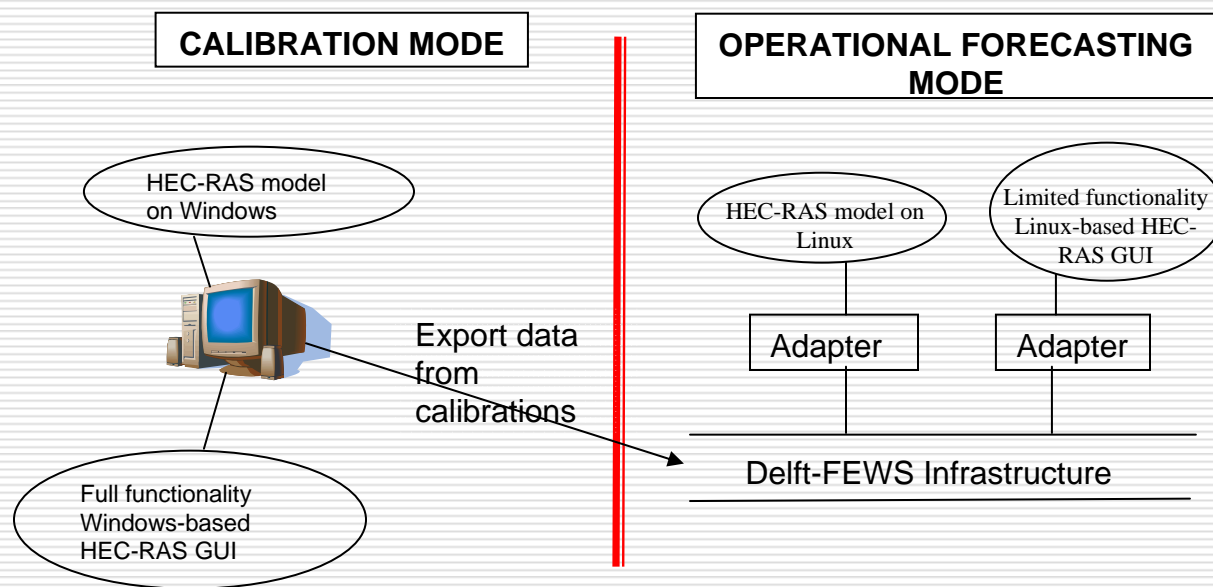 CALIBRATION MODE
OPERATIONAL FORECASTING
MODE
HEC-RAS model
on Windows
Export data
from
calibrations
Full functionality
Windows-based
HEC-RAS GUI
HEC-RAS model on
Linux
Limited functionality
Linux-based HEC-
RAS GUI
Adapter
Adapter
Delft-FEWS Infrastructure